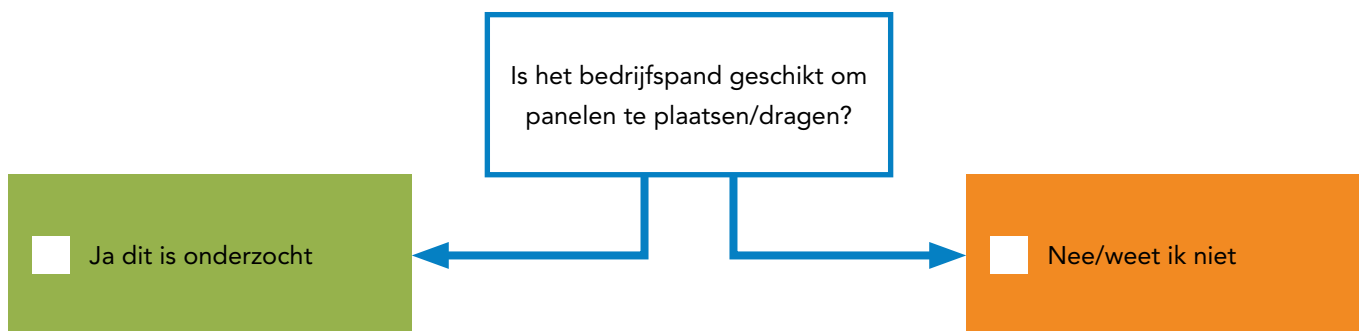 Is het bedrijfspand geschikt om
panelen te plaatsen/dragen?
Ja dit is onderzocht
Nee/weet ik niet